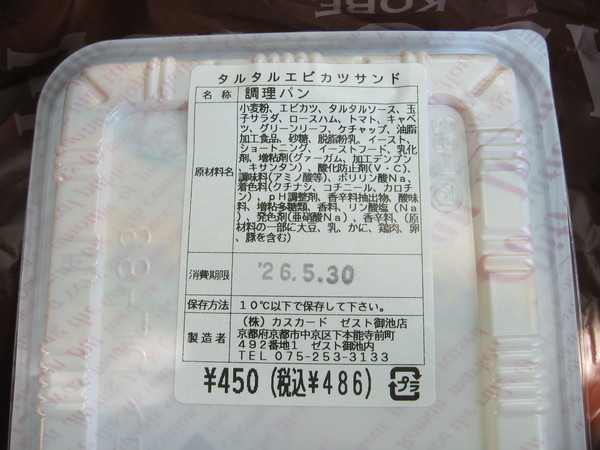 KOBE
タルタルエビカツサンド
名 称 調理パン
原材料名
小麦粉、エビカツ、タルタルソース、玉
子サラダ、ロースハム、トマト、キャベ
ツ、グリーンリーフ、ケチャップ、油脂
加工食品、砂糖、脱脂粉乳、イースト、
ショートニング、イーストフード、乳化
剤、増粘剤(グァーガム、加工デンプン
、キサンタン)、酸化防止剤(V・C)、
調味料(アミノ酸等)、ポリリン酸Na、
着色料(クチナシ、コチニール、カロチ
ン)、pH調整剤、香辛料抽出物、酸味
料、増粘多糖類、香料、リン酸塩(Na
)、発色剤(亜硝酸Na)、香辛料、(原
材料の一部に大豆、乳、かに、鶏肉、卵
、豚を含む)
消費期限 '26.5.30
保存方法 10℃以下で保存して下さい。
製造者
(株)カスカード ゼスト御池店
京都府京都市中京区下本能寺前町
492番地1 ゼスト御池内
TEL 075-253-3133
¥450 (税込¥486) プラ